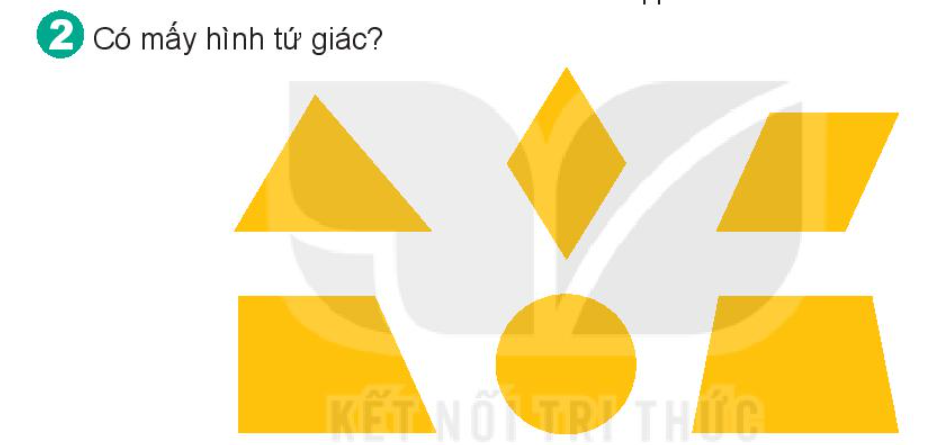 2 Có mấy hình tứ giác?
KẾT NỐI TRI THỨC